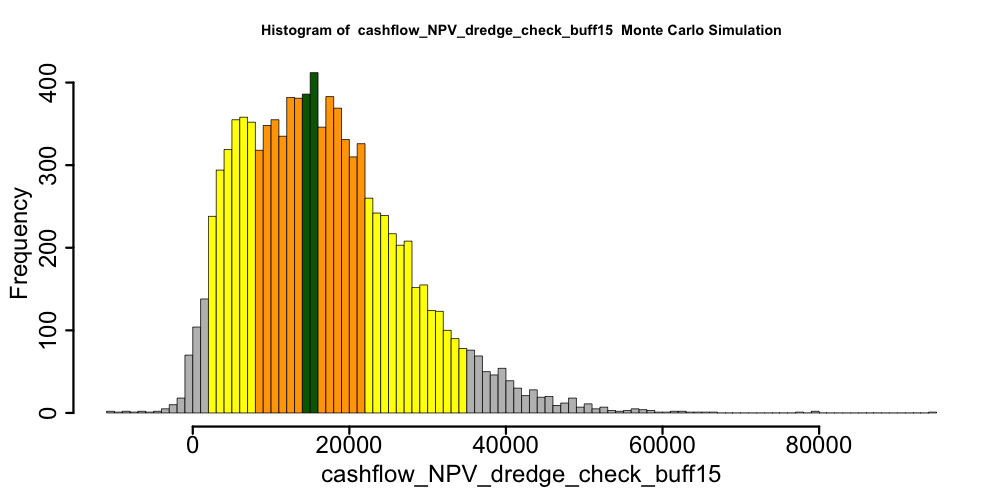 Histogram of  cashflow_NPV_dredge_check_buff15  Monte Carlo Simulation
Frequency
400
300
200
100
0
0 20000 40000 60000 80000
cashflow_NPV_dredge_check_buff15